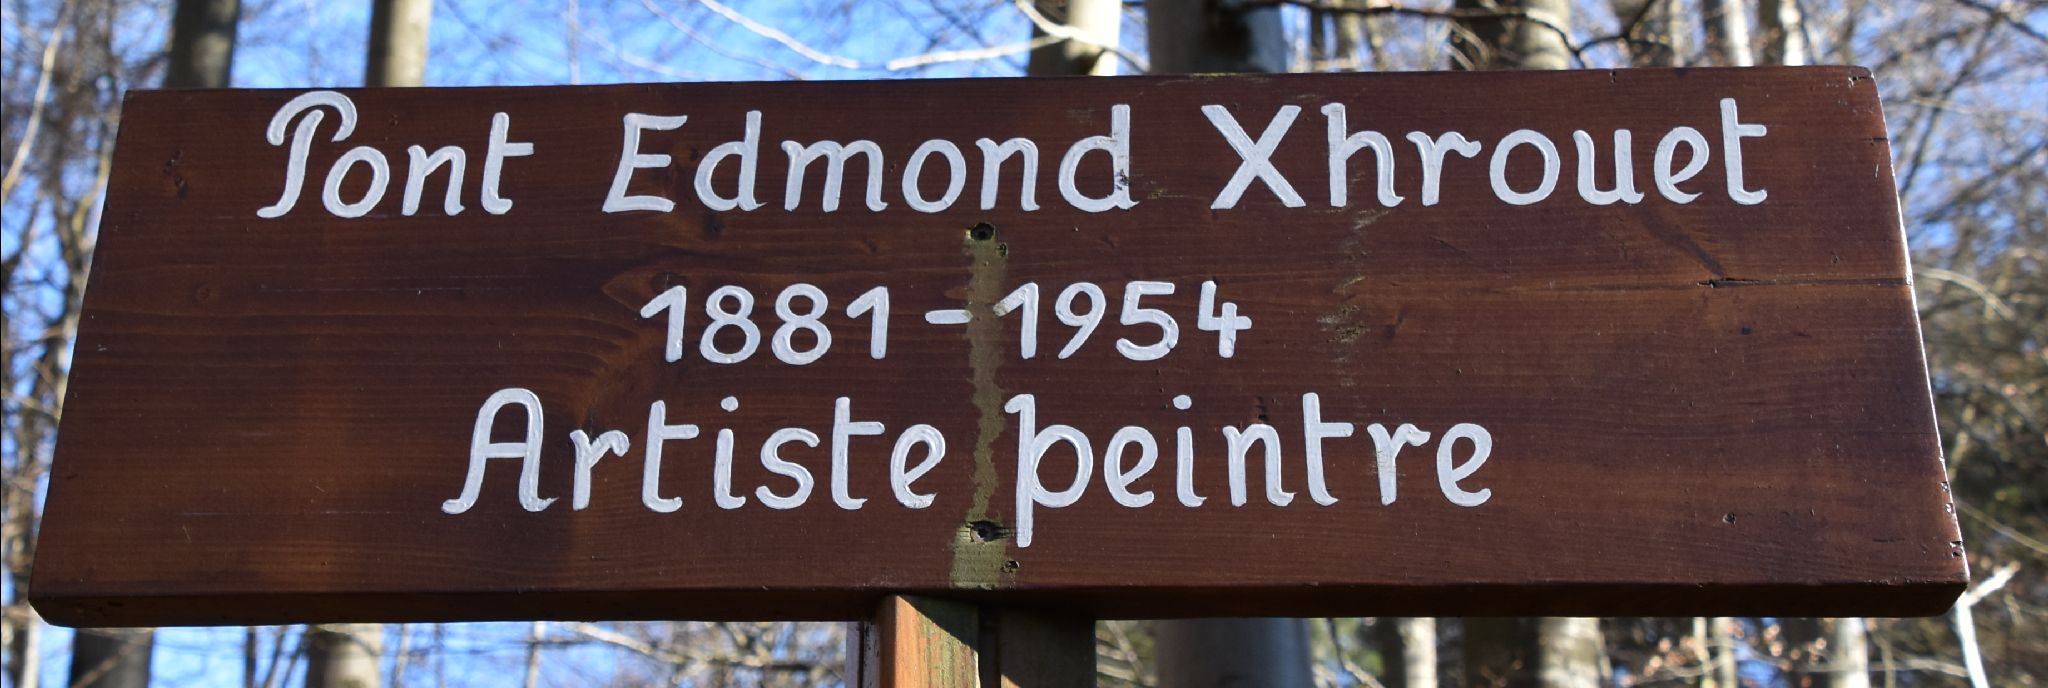 Pont Edmond Xhrouet
1881-1954
Artiste peintre